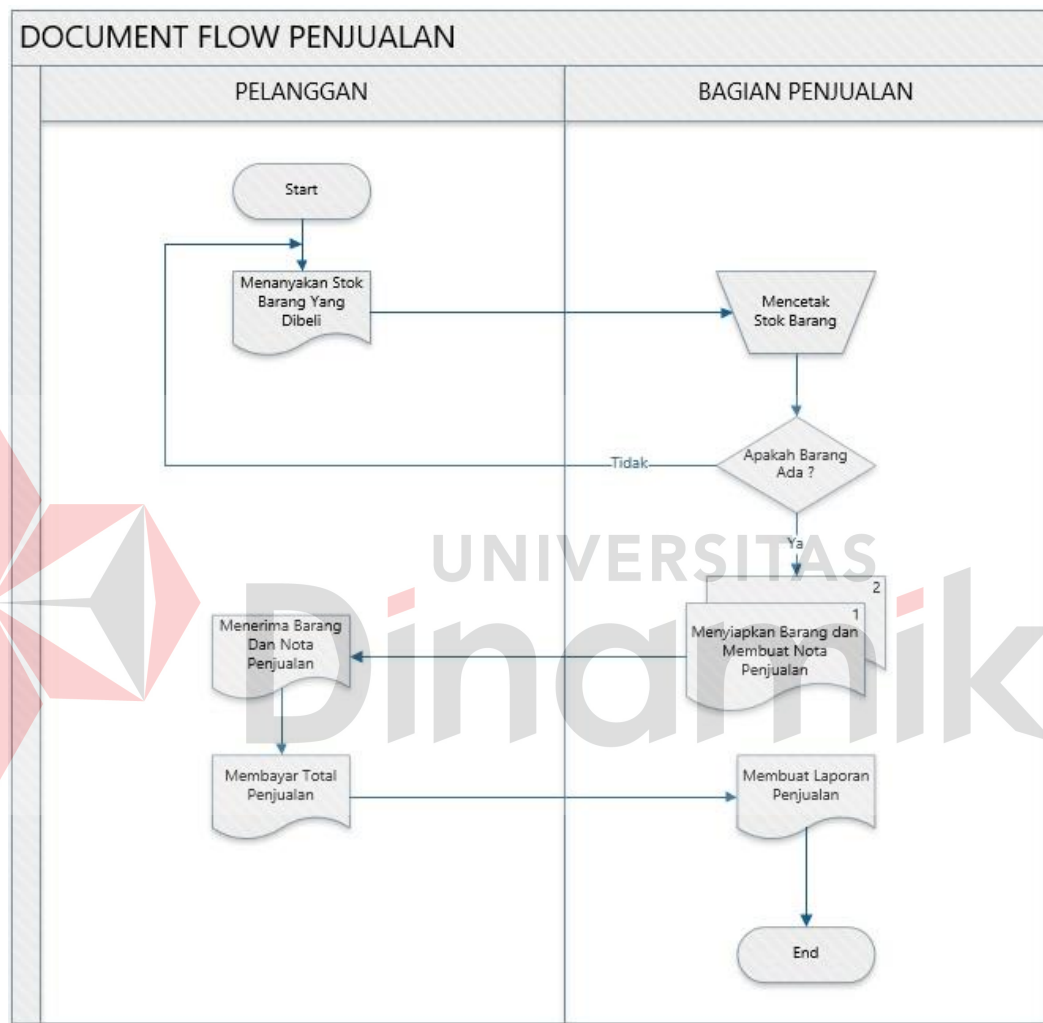 DOCUMENT FLOW PENJUALAN
PELANGGAN
BAGIAN PENJUALAN
Start
Menanyakan Stok
Barang Yang
Dibeli
Mencetak
Stok Barang
Apakah Barang
Ada ?
Tidak
Ya
UNIVERSITAS
Dinamik
2
1
Menyiapkan Barang dan
Membuat Nota
Penjualan
Menerima Barang
Dan Nota
Penjualan
Membayar Total
Penjualan
Membuat Laporan
Penjualan
End